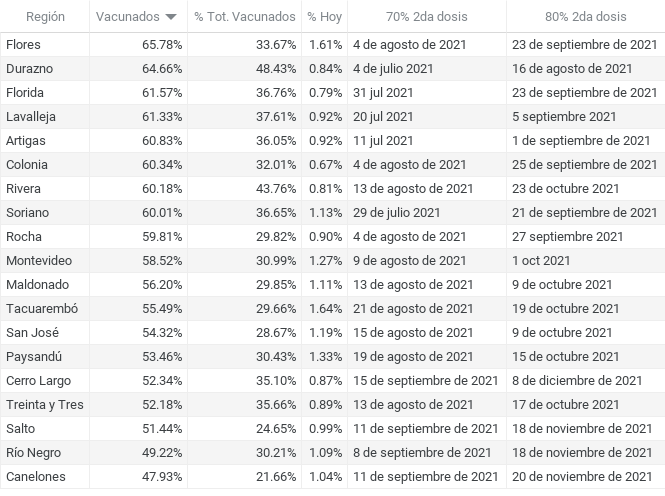 Región Vacunados % Tot. Vacunados % Hoy 70% 2da dosis 80% 2da dosis
Flores 65.78% 33.67% 1.61% 4 de agosto de 2021 23 de septiembre de 2021
Durazno 64.66% 48.43% 0.84% 4 de julio 2021 16 de agosto de 2021
Florida 61.57% 36.76% 0.79% 31 jul 2021 23 de septiembre de 2021
Lavalleja 61.33% 37.61% 0.92% 20 jul 2021 5 septiembre 2021
Artigas 60.83% 36.05% 0.92% 11 jul 2021 1 de septiembre de 2021
Colonia 60.34% 32.01% 0.67% 4 de agosto de 2021 25 de septiembre de 2021
Rivera 60.18% 43.76% 0.81% 13 de agosto de 2021 23 de octubre 2021
Soriano 60.01% 36.65% 1.13% 29 de julio 2021 21 de septiembre de 2021
Rocha 59.81% 29.82% 0.90% 4 de agosto de 2021 27 septiembre 2021
Montevideo 58.52% 30.99% 1.27% 9 de agosto de 2021 1 oct 2021
Maldonado 56.20% 29.85% 1.11% 13 de agosto de 2021 9 de octubre 2021
Tacuarembó 55.49% 29.66% 1.64% 21 de agosto de 2021 19 de octubre 2021
San José 54.32% 28.67% 1.19% 15 de agosto de 2021 9 de octubre 2021
Paysandú 53.46% 30.43% 1.33% 19 de agosto de 2021 15 de octubre 2021
Cerro Largo 52.34% 35.10% 0.87% 15 de septiembre de 2021 8 de diciembre de 2021
Treinta y Tres 52.18% 35.66% 0.89% 13 de agosto de 2021 17 de octubre 2021
Salto 51.44% 24.65% 0.99% 11 de septiembre de 2021 18 de noviembre de 2021
Río Negro 49.22% 30.21% 1.09% 8 de septiembre de 2021 18 de noviembre de 2021
Canelones 47.93% 21.66% 1.04% 11 de septiembre de 2021 20 de noviembre de 2021